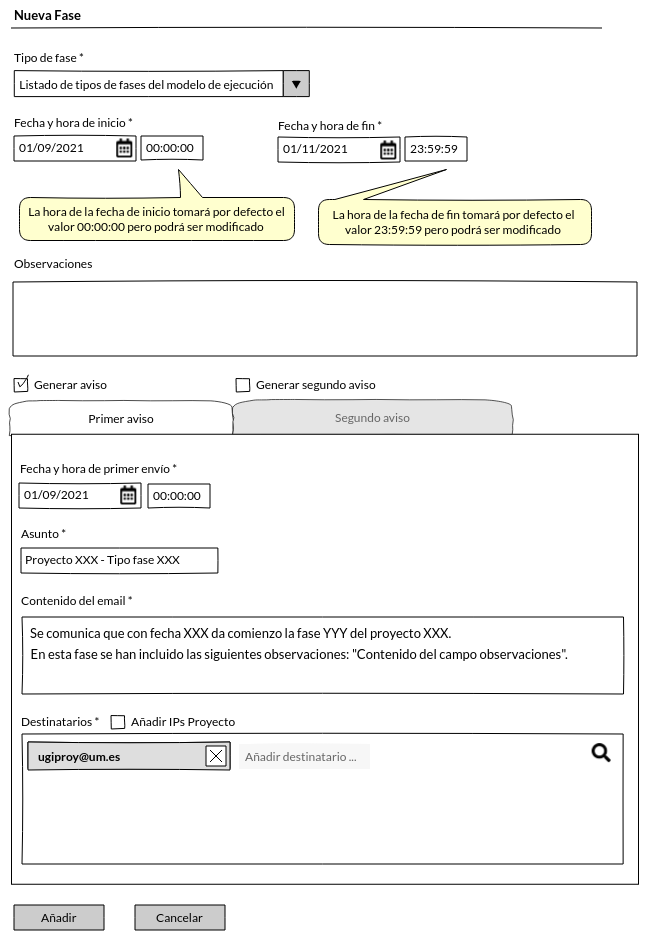 Nueva Fase
Tipo de fase *
Listado de tipos de fases del modelo de ejecución
Fecha y hora de inicio *
Fecha y hora de fin *
01/09/2021
00:00:00
01/11/2021
23:59:59
La hora de la fecha de inicio tomará por defecto el
valor 00:00:00 pero podrá ser modificado
La hora de la fecha de fin tomará por defecto el
valor 23:59:59 pero podrá ser modificado
Observaciones
Generar aviso
Generar segundo aviso
Primer aviso
Segundo aviso
Fecha y hora de primer envío *
01/09/2021
00:00:00
Asunto *
Proyecto XXX - Tipo fase XXX
Contenido del email *
Se comunica que con fecha XXX da comienzo la fase YYY del proyecto XXX.
En esta fase se han incluido las siguientes observaciones: "Contenido del campo observaciones".
Destinatarios *
Añadir IPs Proyecto
ugiproy@um.es
Añadir destinatario ...
Añadir
Cancelar